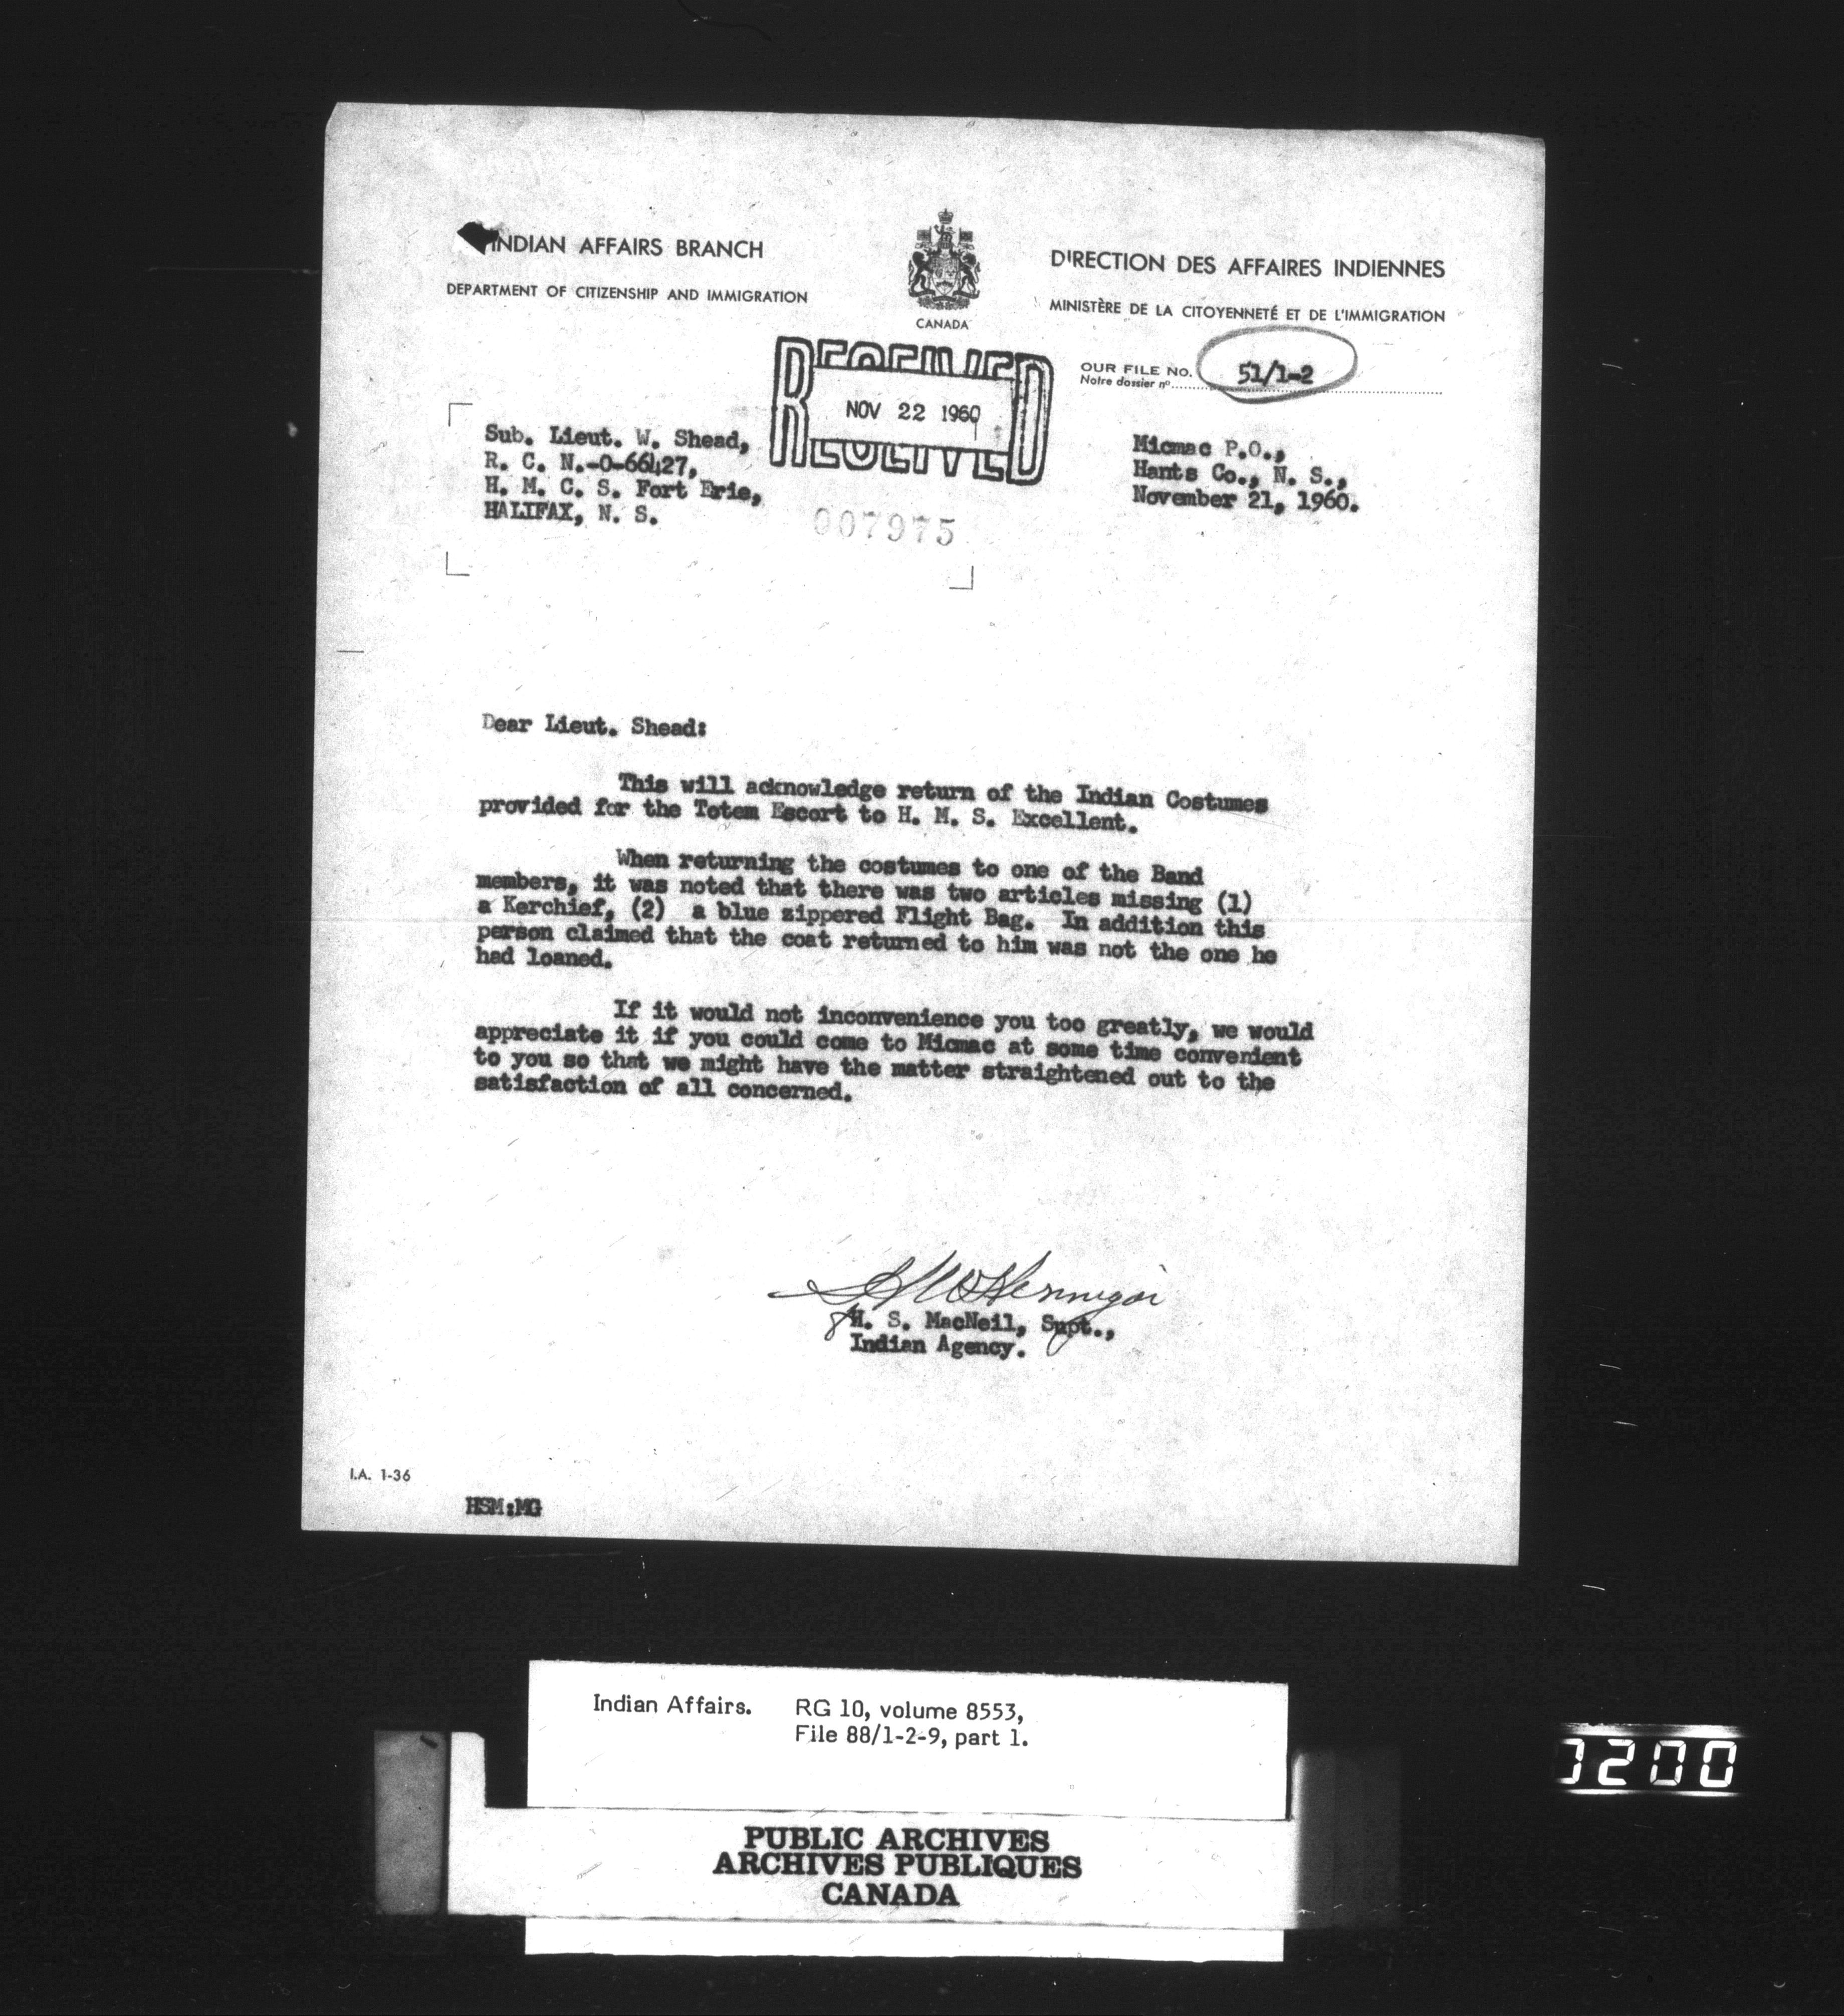 INDIAN AFFAIRS BRANCH
DEPARTMENT OF CITIZENSHIP AND IMMIGRATION
CANADA
DIRECTION DES AFFAIRES INDIENNES
MINISTÈRE DE LA CITOYENNETÉ ET DE L'IMMIGRATION
OUR FILE NO. 51/1-2
Notre dossier nº
RECEIVED
NOV 22 1960
007975
Sub. Lieut. W. Shead,
R. C. N.-O-66427,
H. M. C. S. Fort Erie,
HALIFAX, N. S.
Micmac P.O.,
Hants Co., N. S.,
November 21, 1960.
Dear Lieut. Shead:
This will acknowledge return of the Indian Costumes
provided for the Totem Escort to H. M. S. Excellent.
When returning the costumes to one of the Band
members, it was noted that there was two articles missing (1)
a Kerchief, (2) a blue zippered Flight Bag. In addition this
person claimed that the coat returned to him was not the one he
had loaned.
If it would not inconvenience you too greatly, we would
appreciate it if you could come to Micmac at some time convenient
to you so that we might have the matter straightened out to the
satisfaction of all concerned.
H. S. MacNeil, Supt.,
Indian Agency.
I.A. 1-36
HSM:MG
Indian Affairs. RG 10, volume 8553,
File 88/1-2-9, part 1.
PUBLIC ARCHIVES
ARCHIVES PUBLIQUES
CANADA
0200